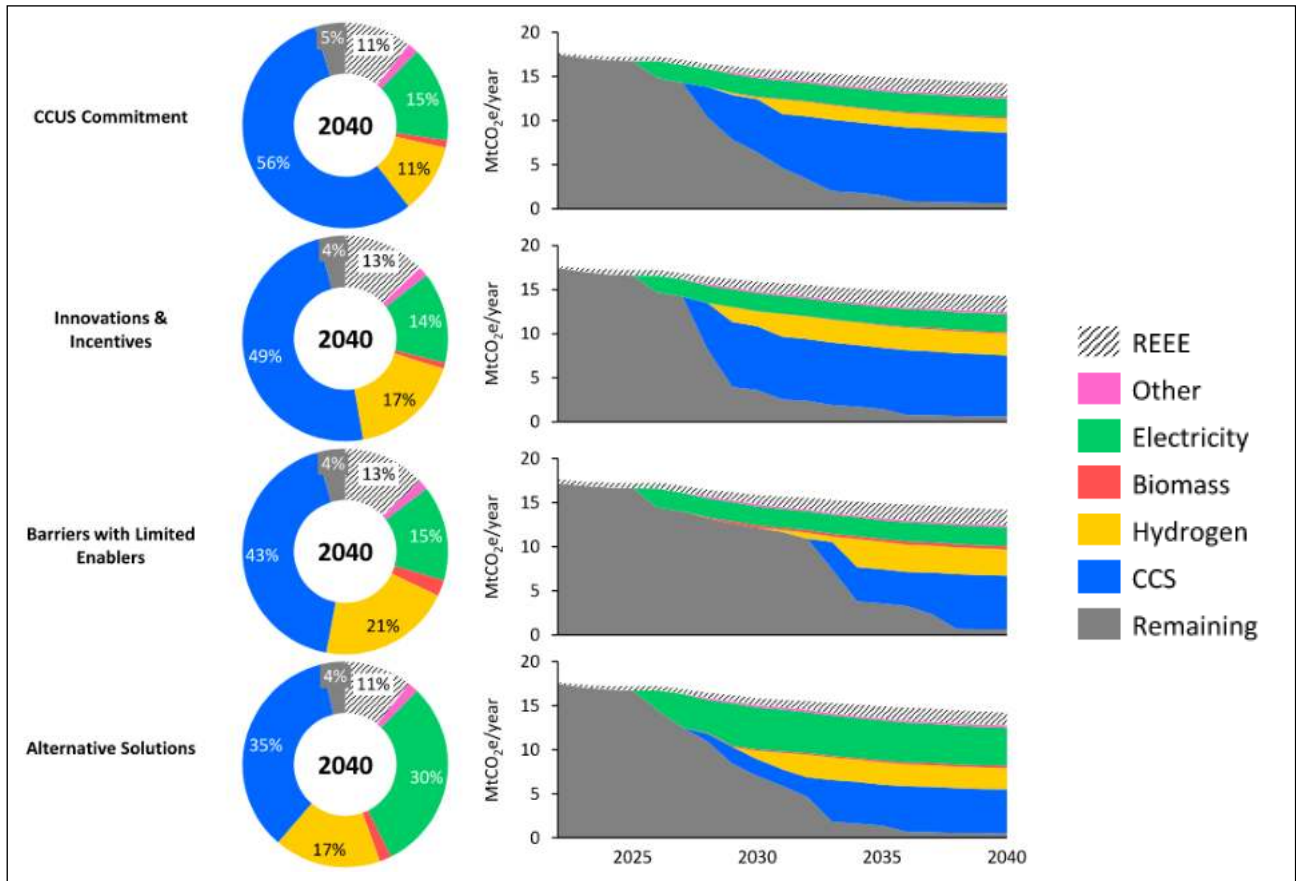 CCUS Commitment
5%
11%
15%
11%
56%
2040
MtCO₂e/year
20
15
10
5
0
Innovations &
Incentives
4%
13%
14%
17%
49%
2040
MtCO₂e/year
20
15
10
5
0
Barriers with Limited
Enablers
4%
13%
15%
21%
43%
2040
MtCO₂e/year
20
15
10
5
0
Alternative Solutions
4%
11%
30%
17%
35%
2040
MtCO₂e/year
20
15
10
5
0
2025
2030
2035
2040
REEE
Other
Electricity
Biomass
Hydrogen
CCS
Remaining